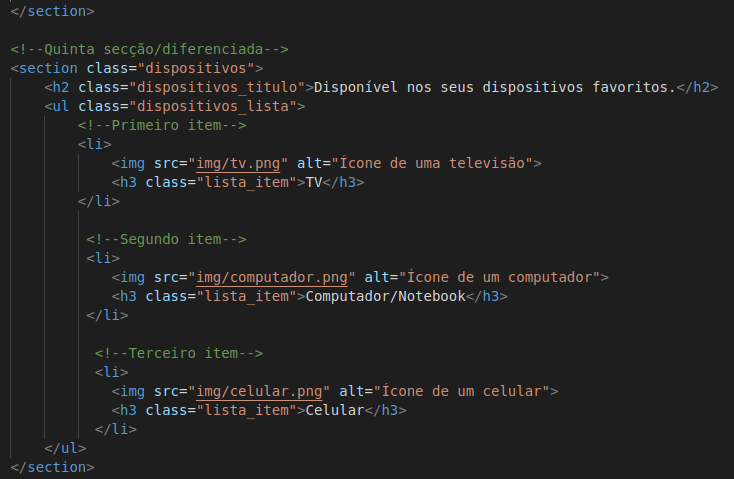 </section>
<!--Quinta secção/diferenciada-->
<section class="dispositivos">
<h2 class="dispositivos_titulo">Disponível nos seus dispositivos favoritos.</h2>
<ul class="dispositivos_lista">
<!--Primeiro item-->
<li>
<img src="img/tv.png" alt="Ícone de uma televisão">
<h3 class="lista_item">TV</h3>
</li>
<!--Segundo item-->
<li>
<img src="img/computador.png" alt="Ícone de um computador">
<h3 class="lista_item">Computador/Notebook</h3>
</li>
<!--Terceiro item-->
<li>
<img src="img/celular.png" alt="Ícone de um celular">
<h3 class="lista_item">Celular</h3>
</li>
</ul>
</section>